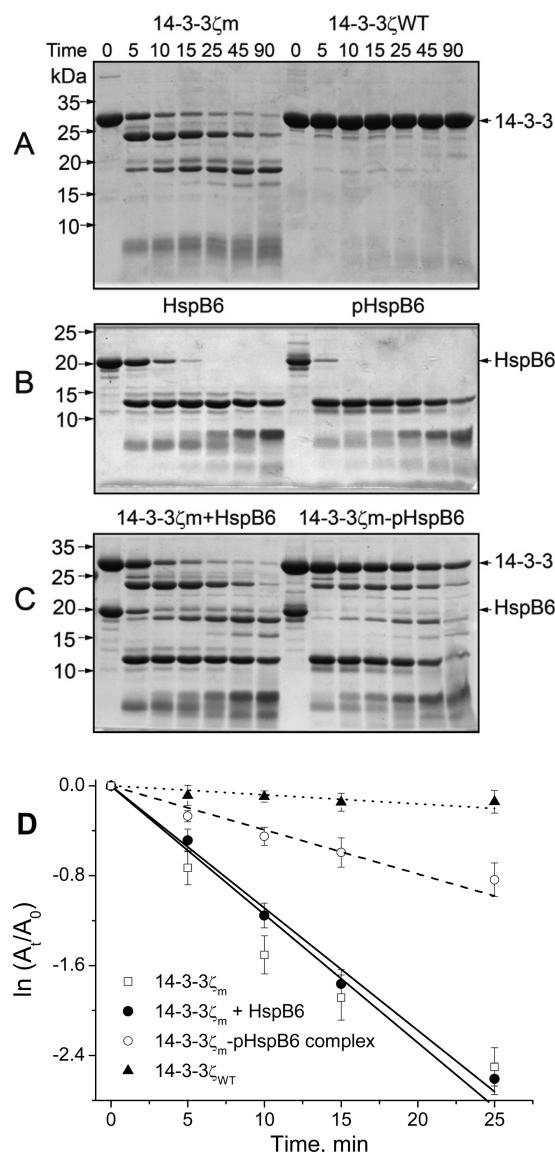 14-3-3ζm 14-3-3ζWT
Time 0 5 10 15 25 45 90 0 5 10 15 25 45 90
kDa
35
25
20
15
10
A
14-3-3
HspB6 pHspB6
25
20
15
10
B
HspB6
14-3-3ζm+HspB6 14-3-3ζm-pHspB6
35
25
20
15
10
C
14-3-3
HspB6
D
0.0
-0.8
-1.6
-2.4
ln (At/A0)
14-3-3ζm
14-3-3ζm + HspB6
14-3-3ζm-pHspB6 complex
14-3-3ζWT
0 5 10 15 20 25
Time, min